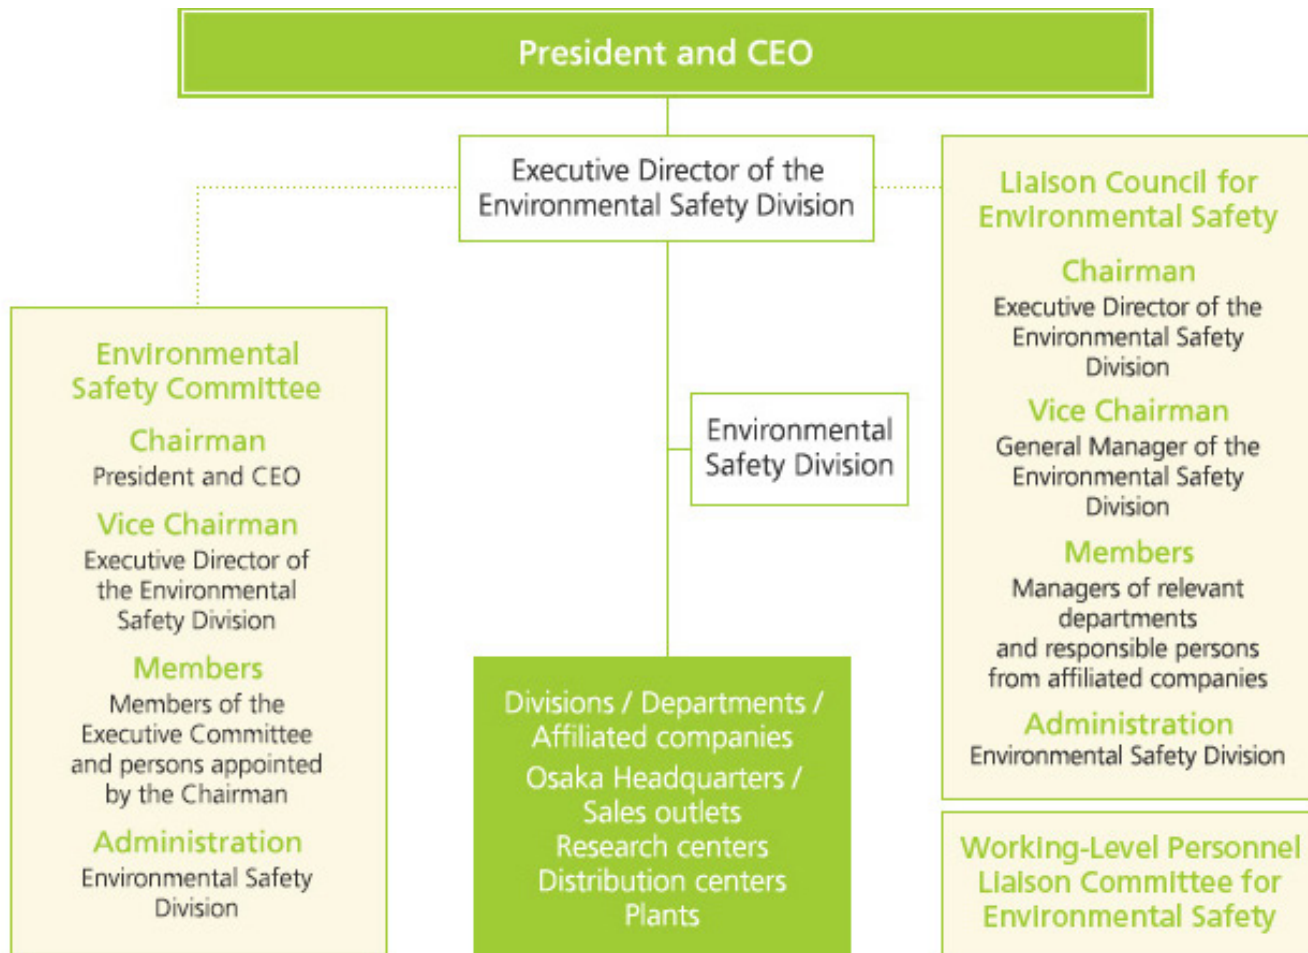 President and CEO
Executive Director of the
Environmental Safety Division
Environmental
Safety Committee
Chairman
President and CEO
Vice Chairman
Executive Director of
the Environmental
Safety Division
Members
Members of the
Executive Committee
and persons appointed
by the Chairman
Administration
Environmental Safety
Division
Environmental
Safety Division
Divisions / Departments /
Affiliated companies
Osaka Headquarters /
Sales outlets
Research centers
Distribution centers
Plants
Liaison Council for
Environmental Safety
Chairman
Executive Director of the
Environmental Safety
Division
Vice Chairman
General Manager of the
Environmental Safety
Division
Members
Managers of relevant
departments
and responsible persons
from affiliated companies
Administration
Environmental Safety Division
Working-Level Personnel
Liaison Committee for
Environmental Safety